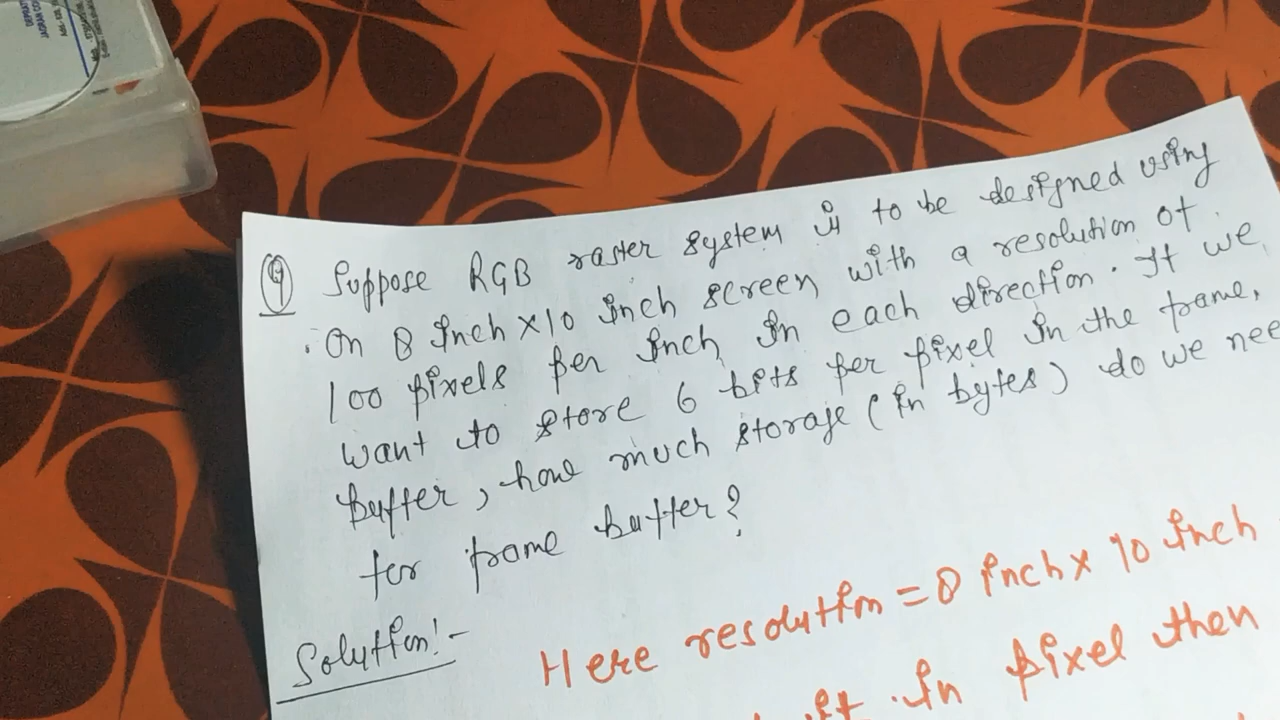 Q Suppose RGB raster system is to be designed using
On 8 inch x10 inch screen with a resolution of
100 pixels per inch in each direction. If we
want to store 6 bits per pixel in the frame,
buffer, how much storage (in bytes) do we nee
for frame buffer?
Solution!-
Here resolution = 8 inch x 10 inch
it in pixel then